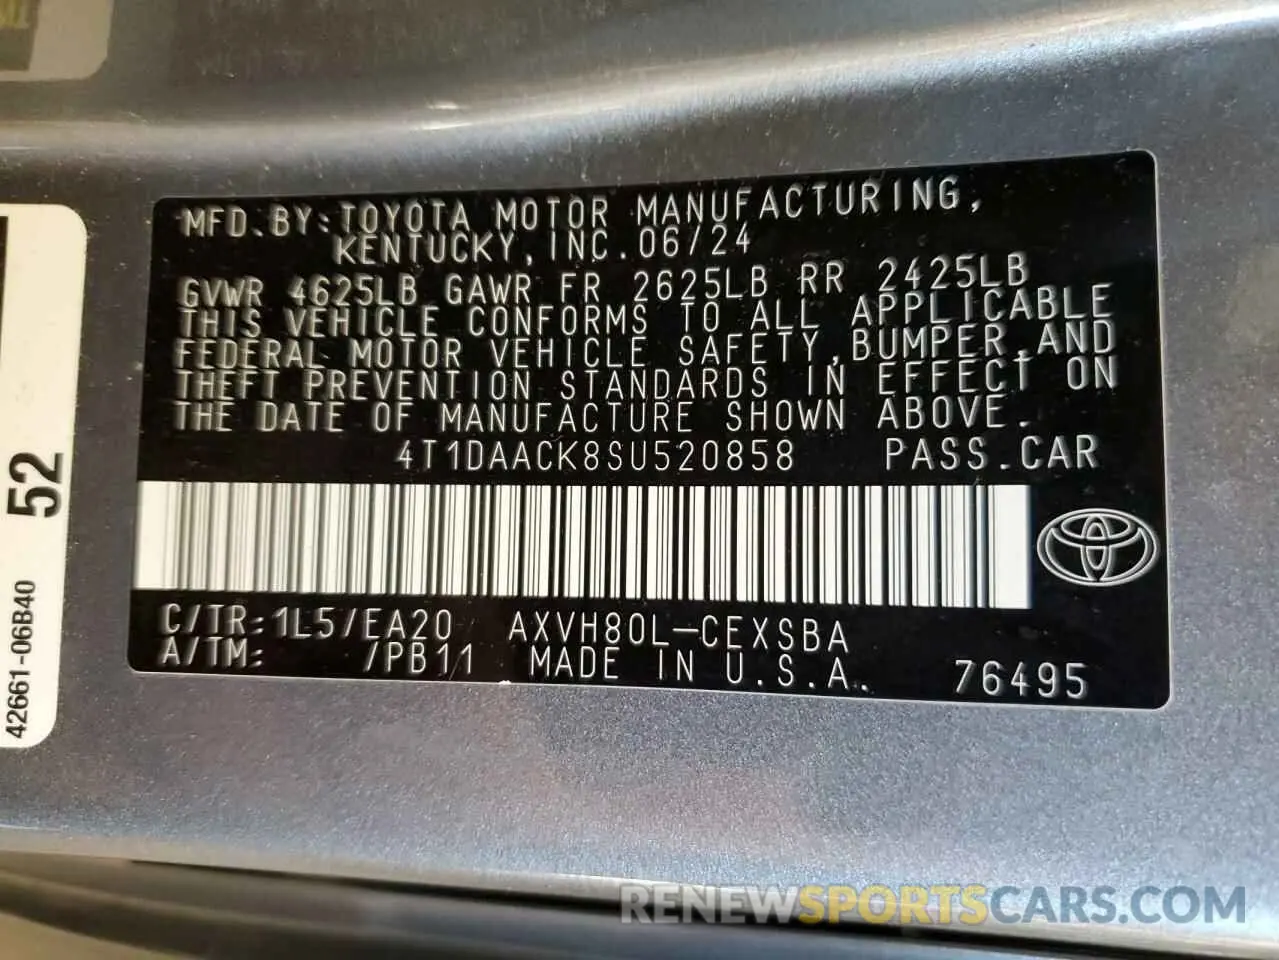 MFD.BY:TOYOTA MOTOR MANUFACTURING,
KENTUCKY,INC.06/24
GVWR 4625LB GAWR FR 2625LB RR 2425LB
THIS VEHICLE CONFORMS TO ALL APPLICABLE
FEDERAL MOTOR VEHICLE SAFETY,BUMPER,AND
THEFT PREVENTION STANDARDS IN EFFECT ON
THE DATE OF MANUFACTURE SHOWN ABOVE.
4T1DAACK8SU520858 PASS.CAR
C/TR:1L5/EA20 AXVH80L-CEXSBA
A/TM: /PB11 MADE IN U.S.A. 76495
52
42661-06B40
RENEWSPORTSCARS.COM